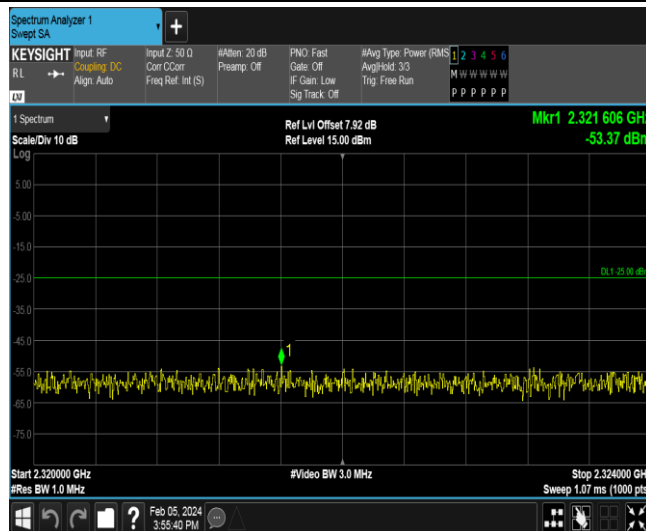 Spectrum Analyzer 1
Swept SA
KEYSIGHT
RL
Input: RF
Coupling: DC
Align: Auto
Input Z: 50 Ω
Corr CCorr
Freq Ref: Int (S)
#Atten: 20 dB
Preamp: Off
PNO: Fast
Gate: Off
IF Gain: Low
Sig Track: Off
#Avg Type: Power (RMS
Avg|Hold: 3/3
Trig: Free Run
1 2 3 4 5 6
M W W W W W
P P P P P P
1 Spectrum
Scale/Div 10 dB
Ref Lvl Offset 7.92 dB
Ref Level 15.00 dBm
Mkr1 2.321 606 GHz
-53.37 dBm
Log
5.00
-5.00
-15.0
-25.0
DL1 -25.00 dBm
-35.0
-45.0
1
-55.0
-65.0
-75.0
Start 2.320000 GHz
#Res BW 1.0 MHz
#Video BW 3.0 MHz
Stop 2.324000 GHz
Sweep 1.07 ms (1000 pts
Feb 05, 2024
3:55:40 PM